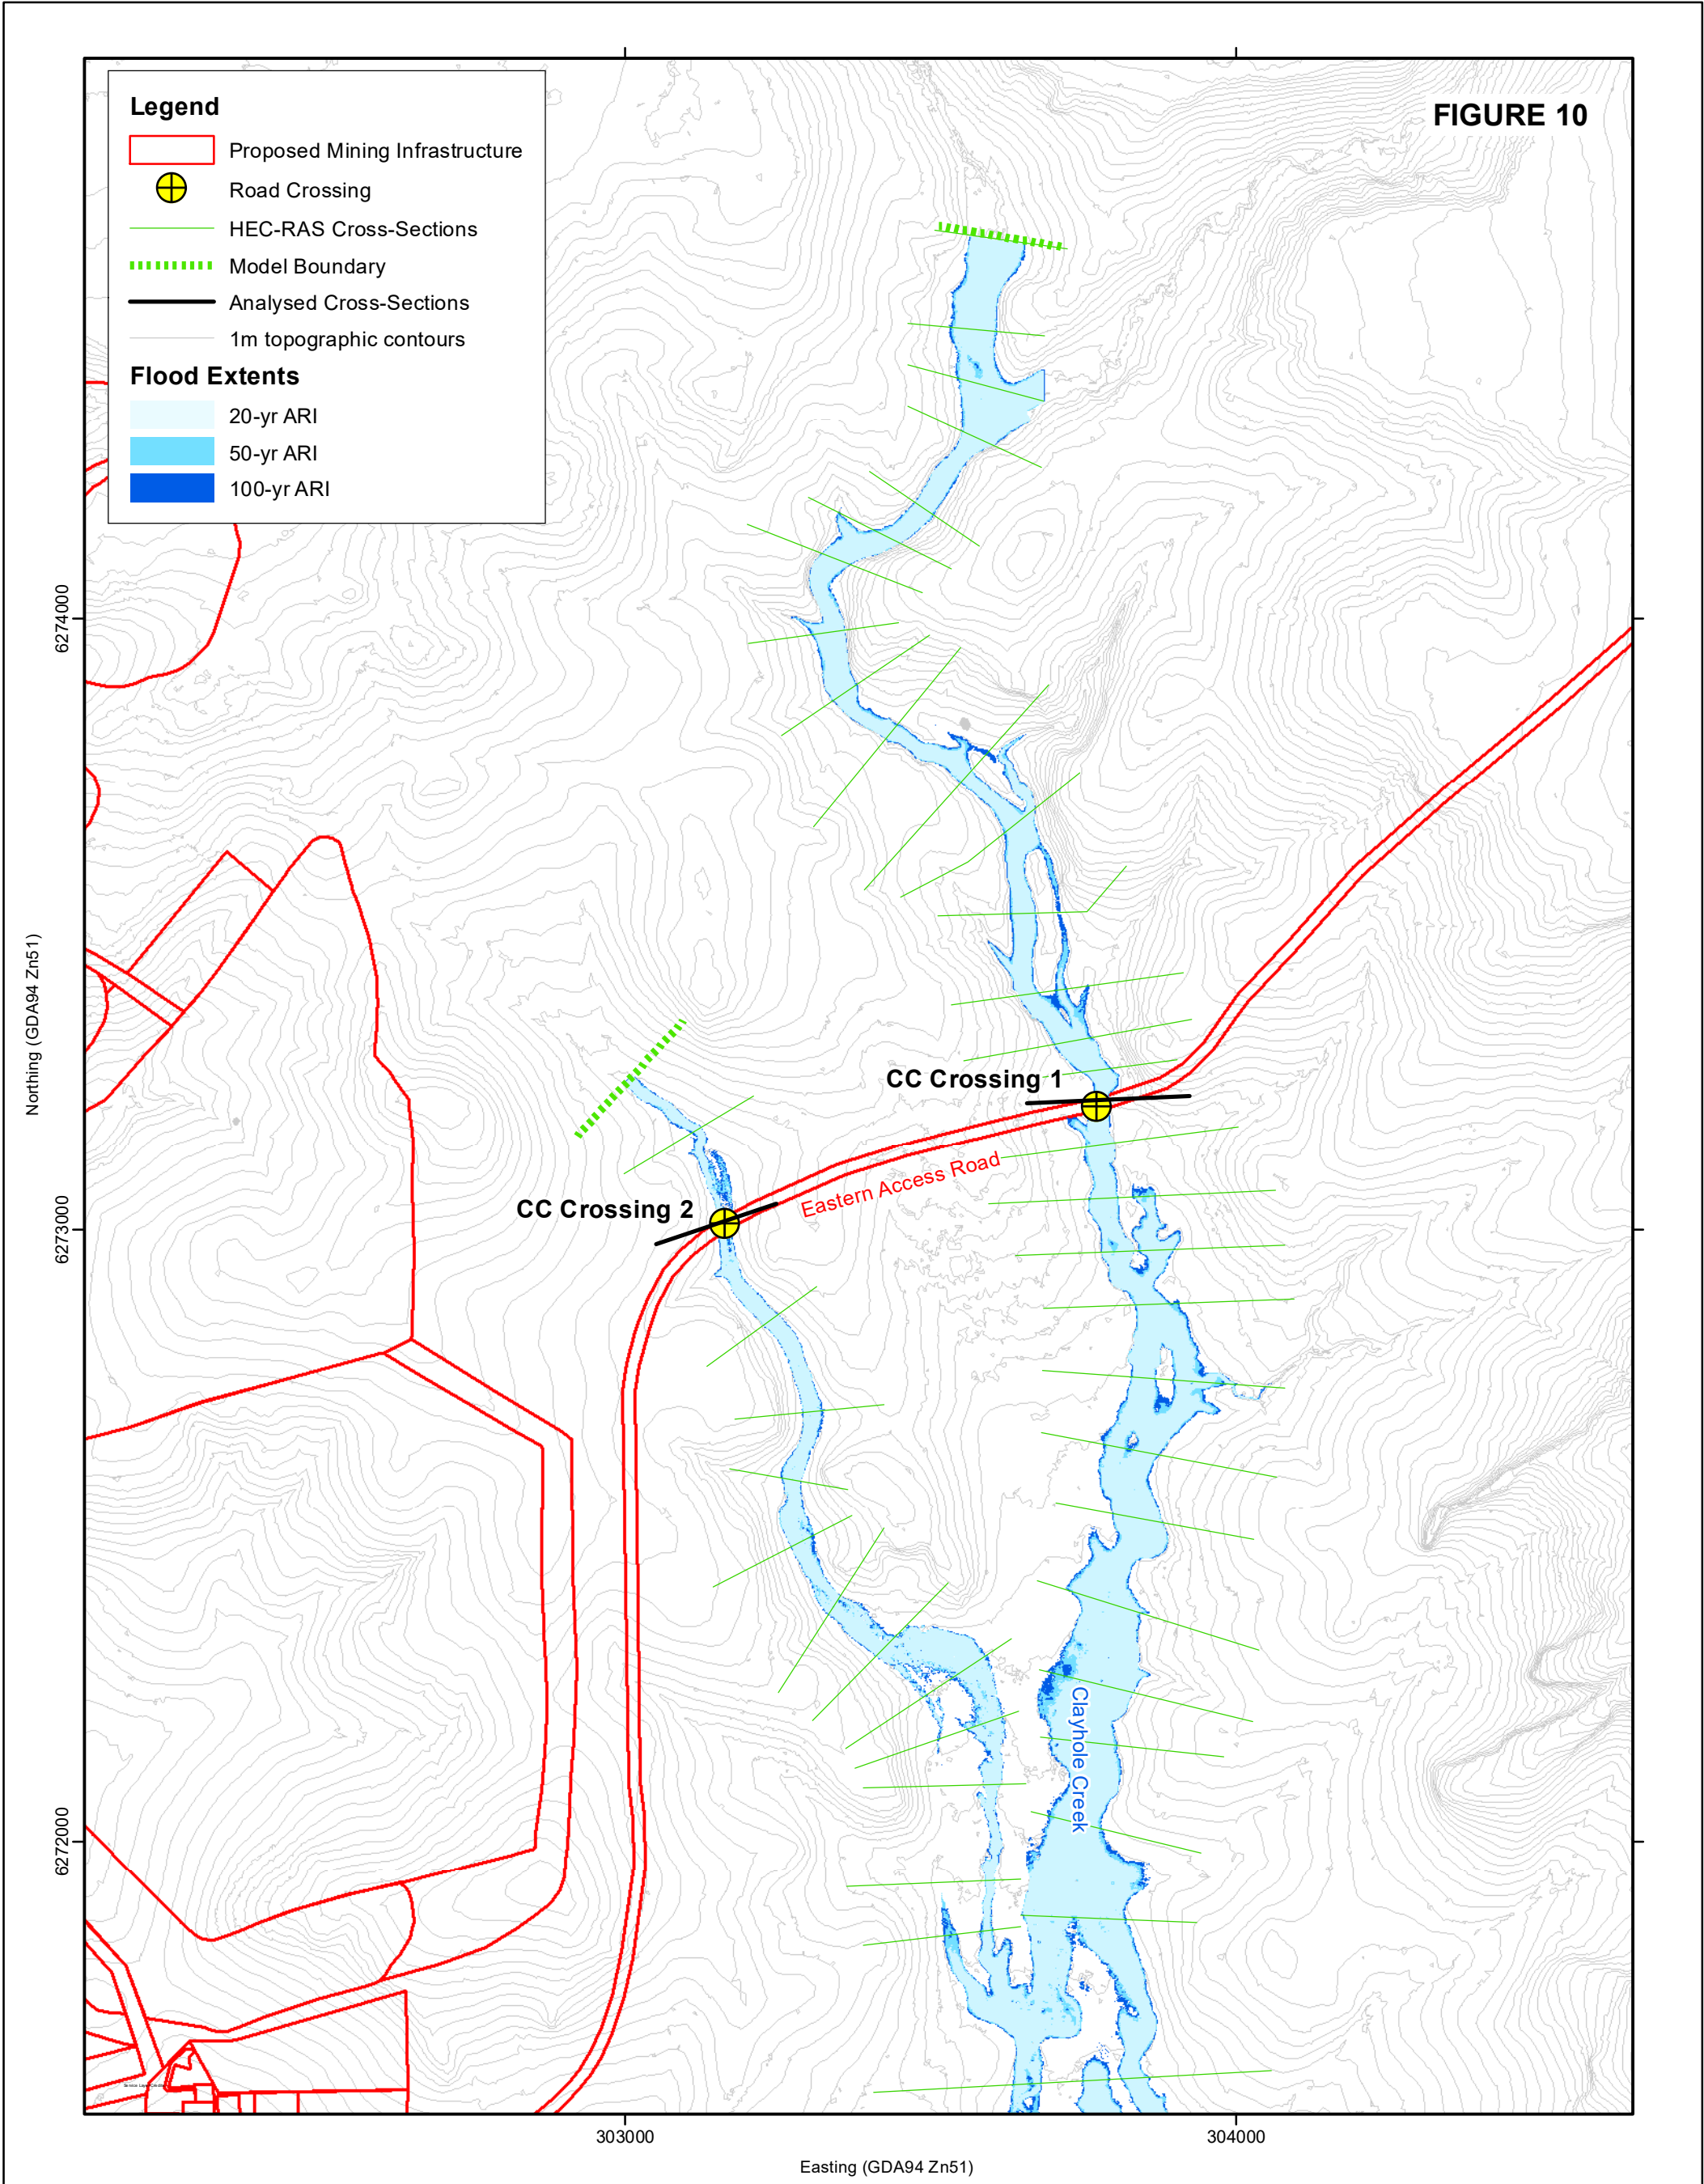 FIGURE 10
Legend
Proposed Mining Infrastructure
Road Crossing
HEC-RAS Cross-Sections
Model Boundary
Analysed Cross-Sections
1m topographic contours
Flood Extents
20-yr ARI
50-yr ARI
100-yr ARI
6274000
Northing (GDA94 Zn51)
CC Crossing 1
Eastern Access Road
CC Crossing 2
6273000
Clayhole Creek
6272000
303000
304000
Easting (GDA94 Zn51)